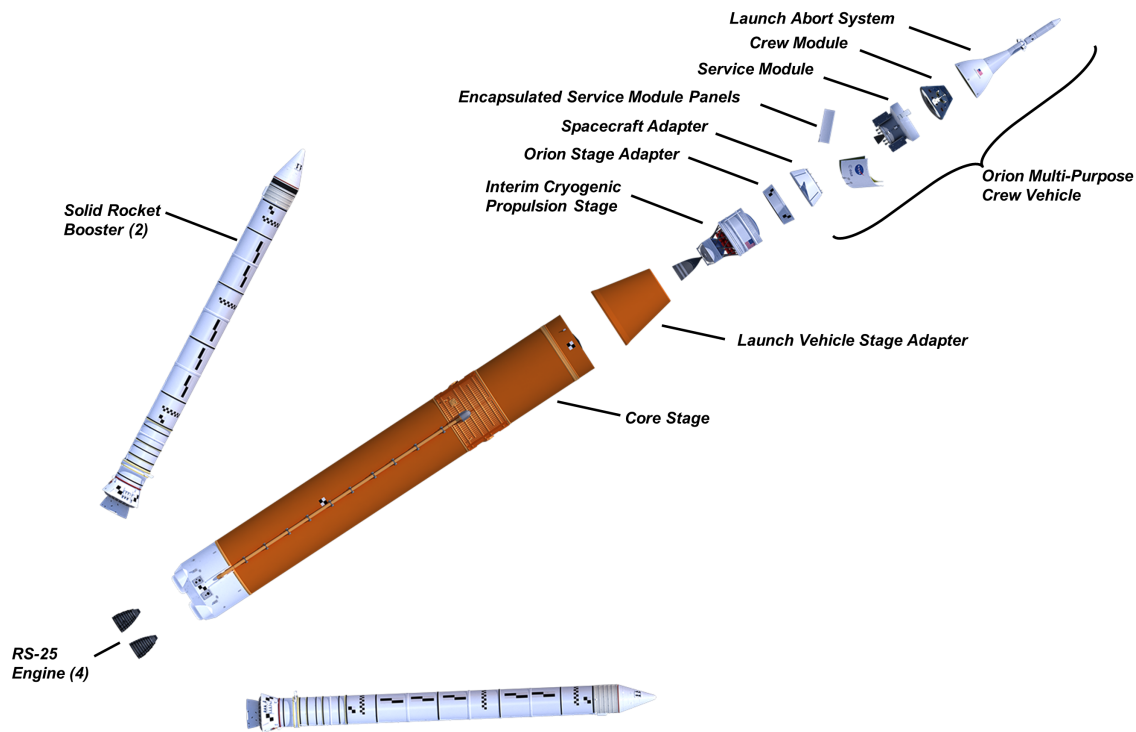 Launch Abort System
Crew Module
Service Module
Encapsulated Service Module Panels
Spacecraft Adapter
Orion Stage Adapter
Interim Cryogenic
Propulsion Stage
Orion Multi-Purpose
Crew Vehicle
Solid Rocket
Booster (2)
Launch Vehicle Stage Adapter
Core Stage
RS-25
Engine (4)